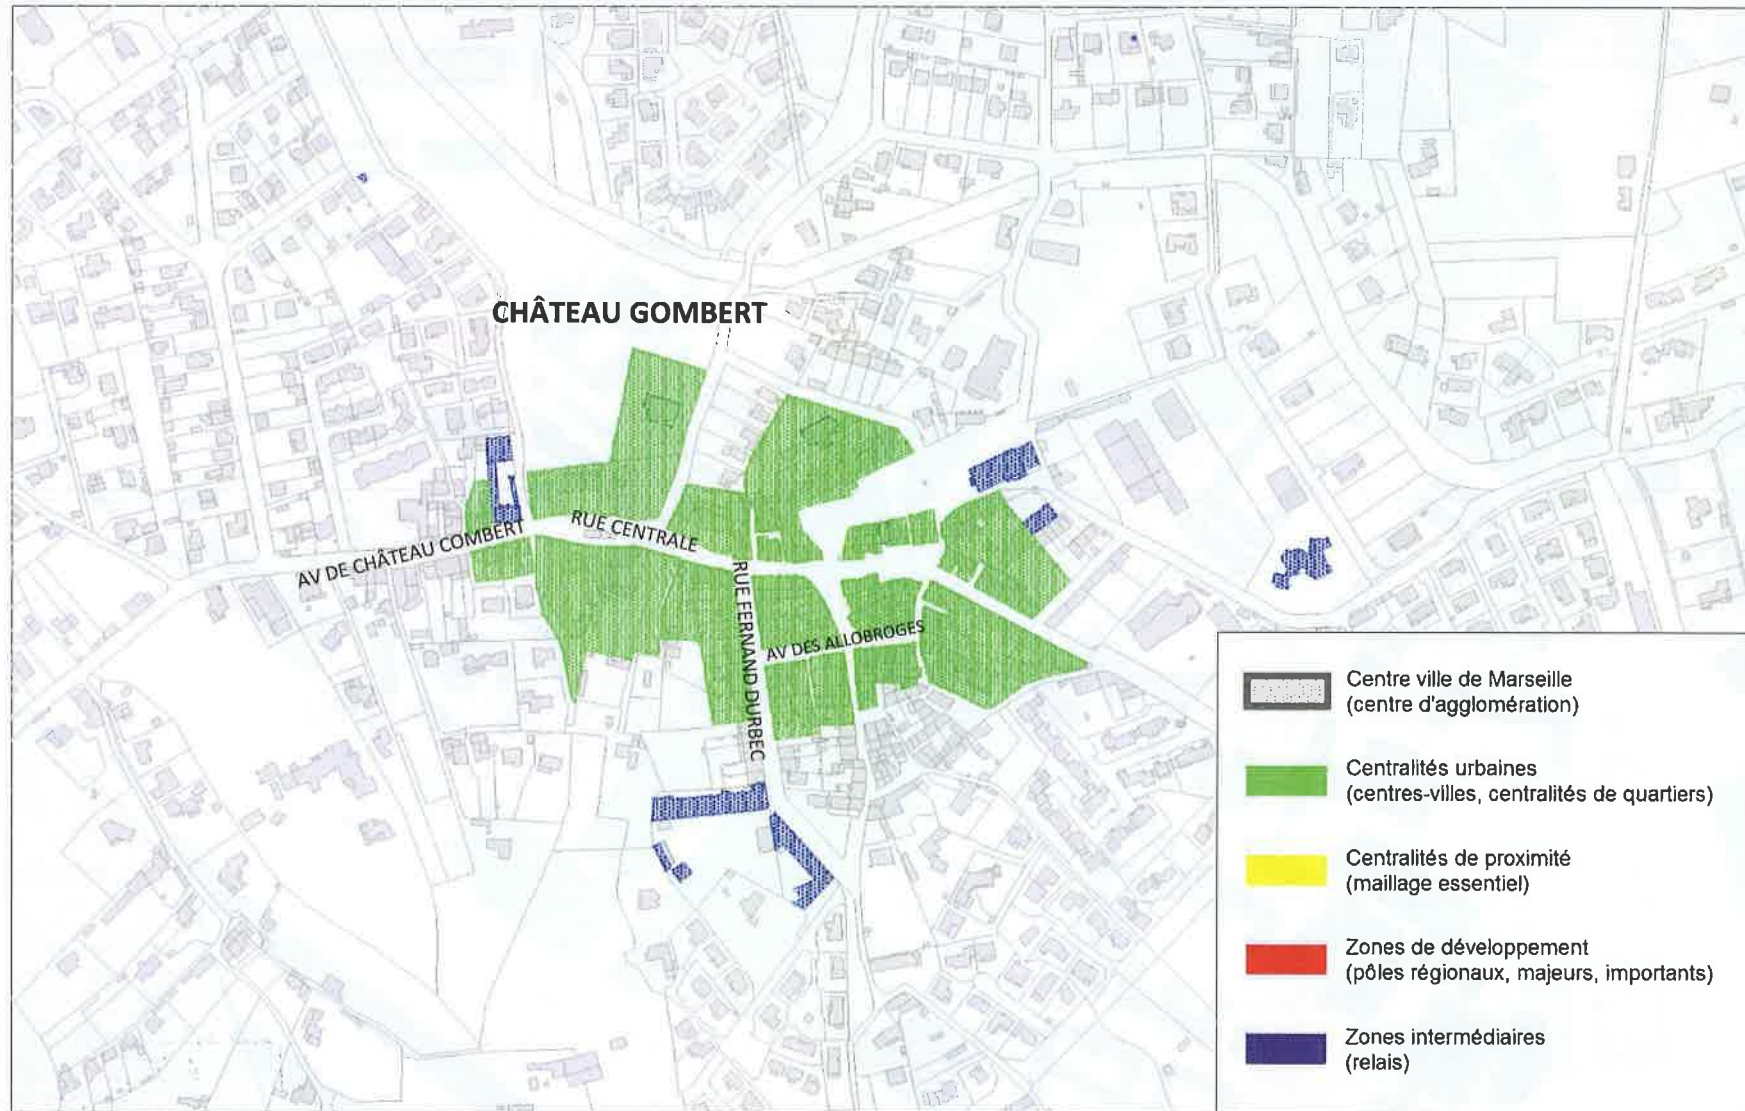 CHÂTEAU GOMBERT
RUE CENTRALE
AV DE CHÂTEAU COMBERT
RUE FERNAND DURBEC
AV DES ALLOBROGES
Centre ville de Marseille
(centre d'agglomération)
Centralités urbaines
(centres-villes, centralités de quartiers)
Centralités de proximité
(maillage essentiel)
Zones de développement
(pôles régionaux, majeurs, importants)
Zones intermédiaires
(relais)